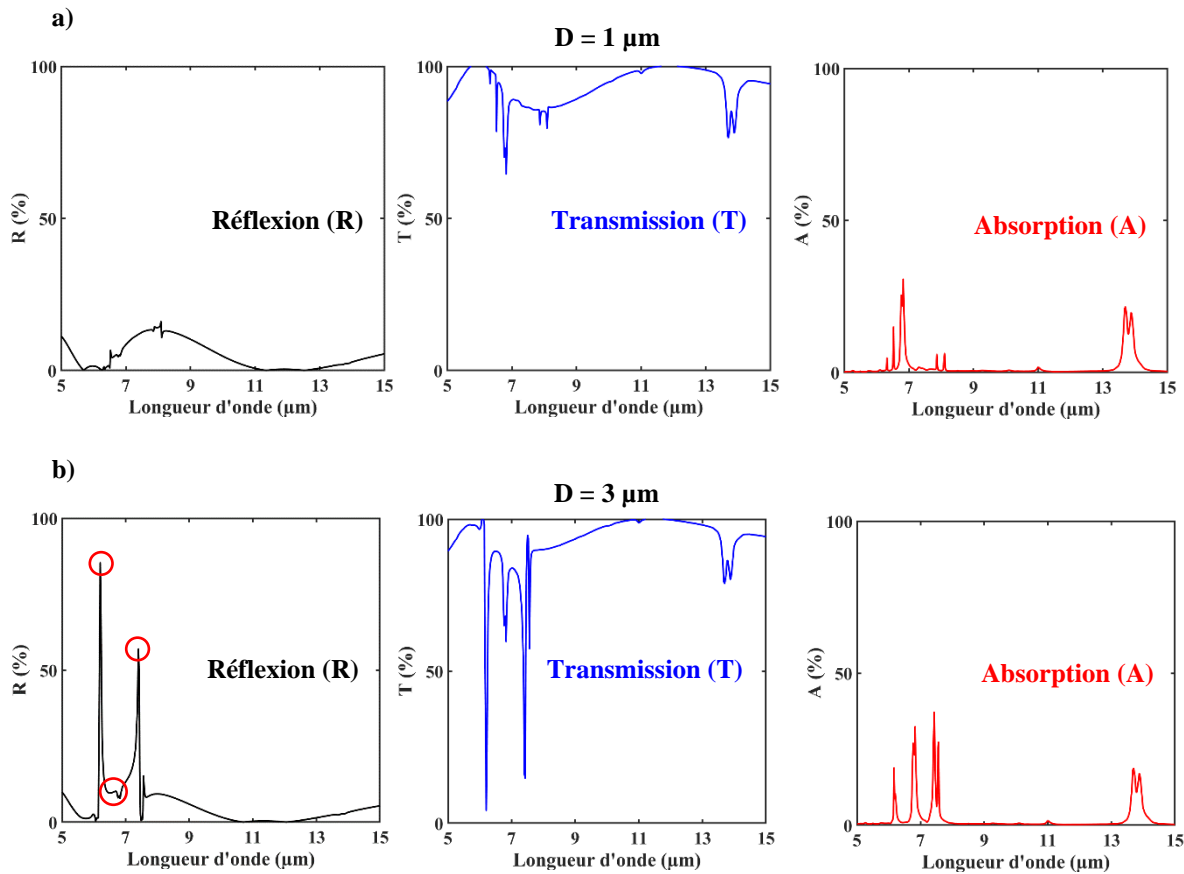 a)
D = 1 µm
100
50
0
R (%)
Réflexion (R)
5 7 9 11 13 15
Longueur d'onde (µm)
100
50
0
T (%)
Transmission (T)
5 7 9 11 13 15
Longueur d'onde (µm)
100
50
0
A (%)
Absorption (A)
5 7 9 11 13 15
Longueur d'onde (µm)
b)
D = 3 µm
100
50
0
R (%)
Réflexion (R)
5 7 9 11 13 15
Longueur d'onde (µm)
100
50
0
T (%)
Transmission (T)
5 7 9 11 13 15
Longueur d'onde (µm)
100
50
0
A (%)
Absorption (A)
5 7 9 11 13 15
Longueur d'onde (µm)